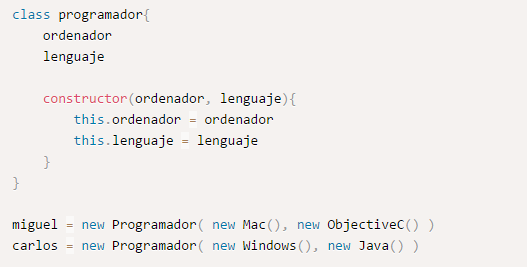 class programador{
    ordenador
    lenguaje

    constructor(ordenador, lenguaje){
        this.ordenador = ordenador
        this.lenguaje = lenguaje
    }
}

miguel = new Programador( new Mac(), new ObjectiveC() )
carlos = new Programador( new Windows(), new Java() )